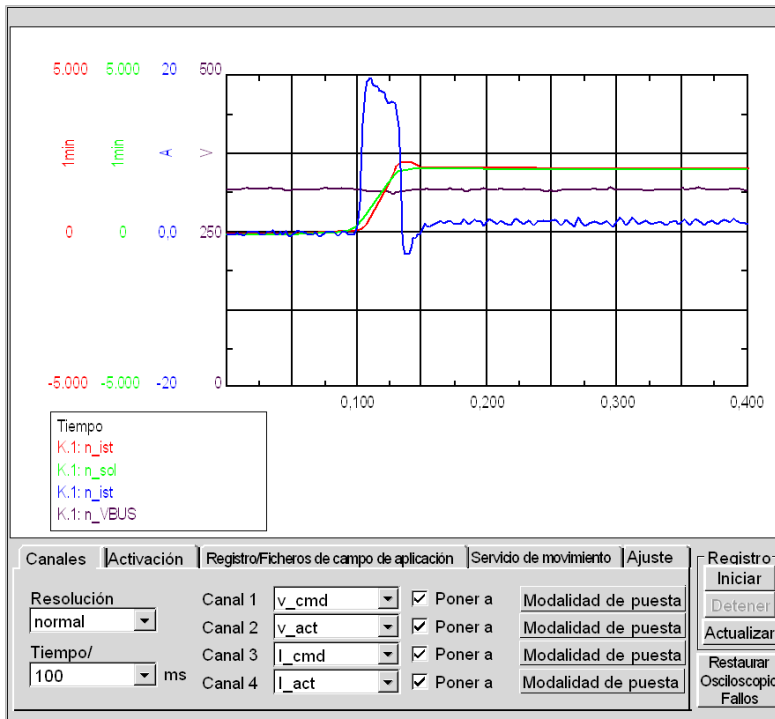 5.000 5.000 20 500
1min 1min A V
0 0 0,0 250
-5.000 -5.000 -20 0
0,100 0,200 0,300 0,400
Tiempo
K.1: n_ist
K.1: n_sol
K.1: n_ist
K.1: n_VBUS
Canales Activación Registro/Ficheros de campo de aplicación Servicio de movimiento Ajuste
Resolución
normal
Tiempo/
100 ms
Canal 1 v_cmd Poner a Modalidad de puesta
Canal 2 v_act Poner a Modalidad de puesta
Canal 3 I_cmd Poner a Modalidad de puesta
Canal 4 I_act Poner a Modalidad de puesta
Registro
Iniciar
Detener
Actualizar
Restaurar
Osciloscopio
Fallos